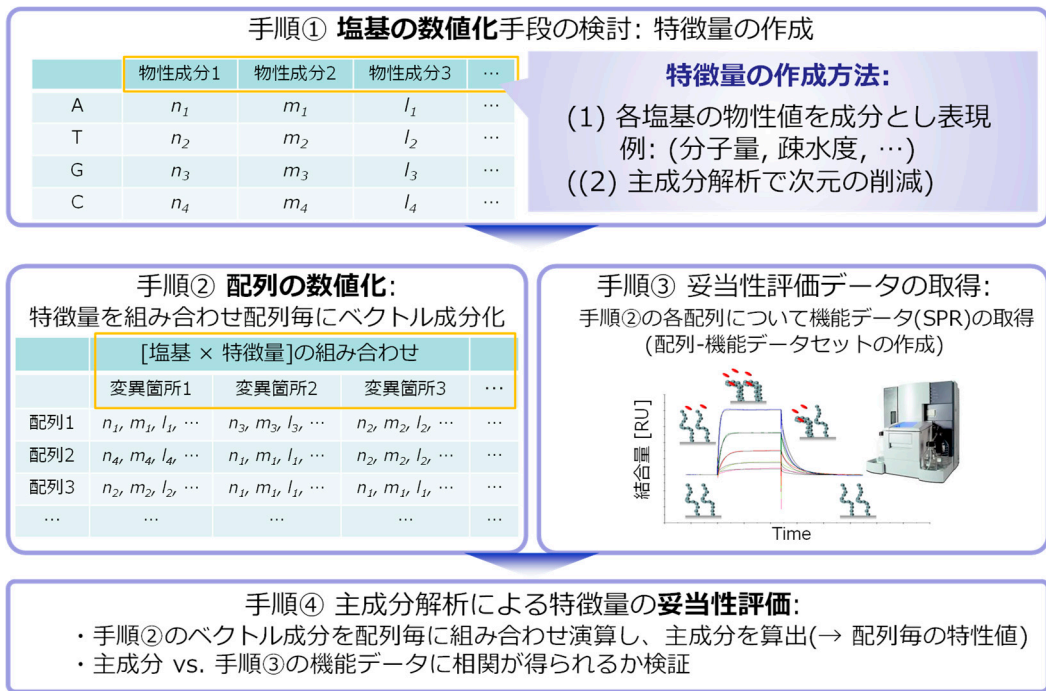 手順① 塩基の数値化手段の検討: 特徴量の作成
物性成分1 物性成分2 物性成分3 …
A n1 m1 l1 …
T n2 m2 l2 …
G n3 m3 l3 …
C n4 m4 l4 …
特徴量の作成方法:
(1) 各塩基の物性値を成分とし表現
例: (分子量, 疎水度, …)
((2) 主成分解析で次元の削減)
手順② 配列の数値化:
特徴量を組み合わせ配列毎にベクトル成分化
[塩基 × 特徴量]の組み合わせ
変異箇所1 変異箇所2 変異箇所3 …
配列1 n1, m1, l1, … n3, m3, l3, … n2, m2, l2, … …
配列2 n4, m4, l4, … n1, m1, l1, … n2, m2, l2, … …
配列3 n2, m2, l2, … n1, m1, l1, … n1, m1, l1, … …
… … … … …
手順③ 妥当性評価データの取得:
手順②の各配列について機能データ(SPR)の取得
(配列-機能データセットの作成)
結合量 [RU]
Time
手順④ 主成分解析による特徴量の妥当性評価:
・手順②のベクトル成分を配列毎に組み合わせ演算し、主成分を算出(→ 配列毎の特性値)
・主成分 vs. 手順③の機能データに相関が得られるか検証